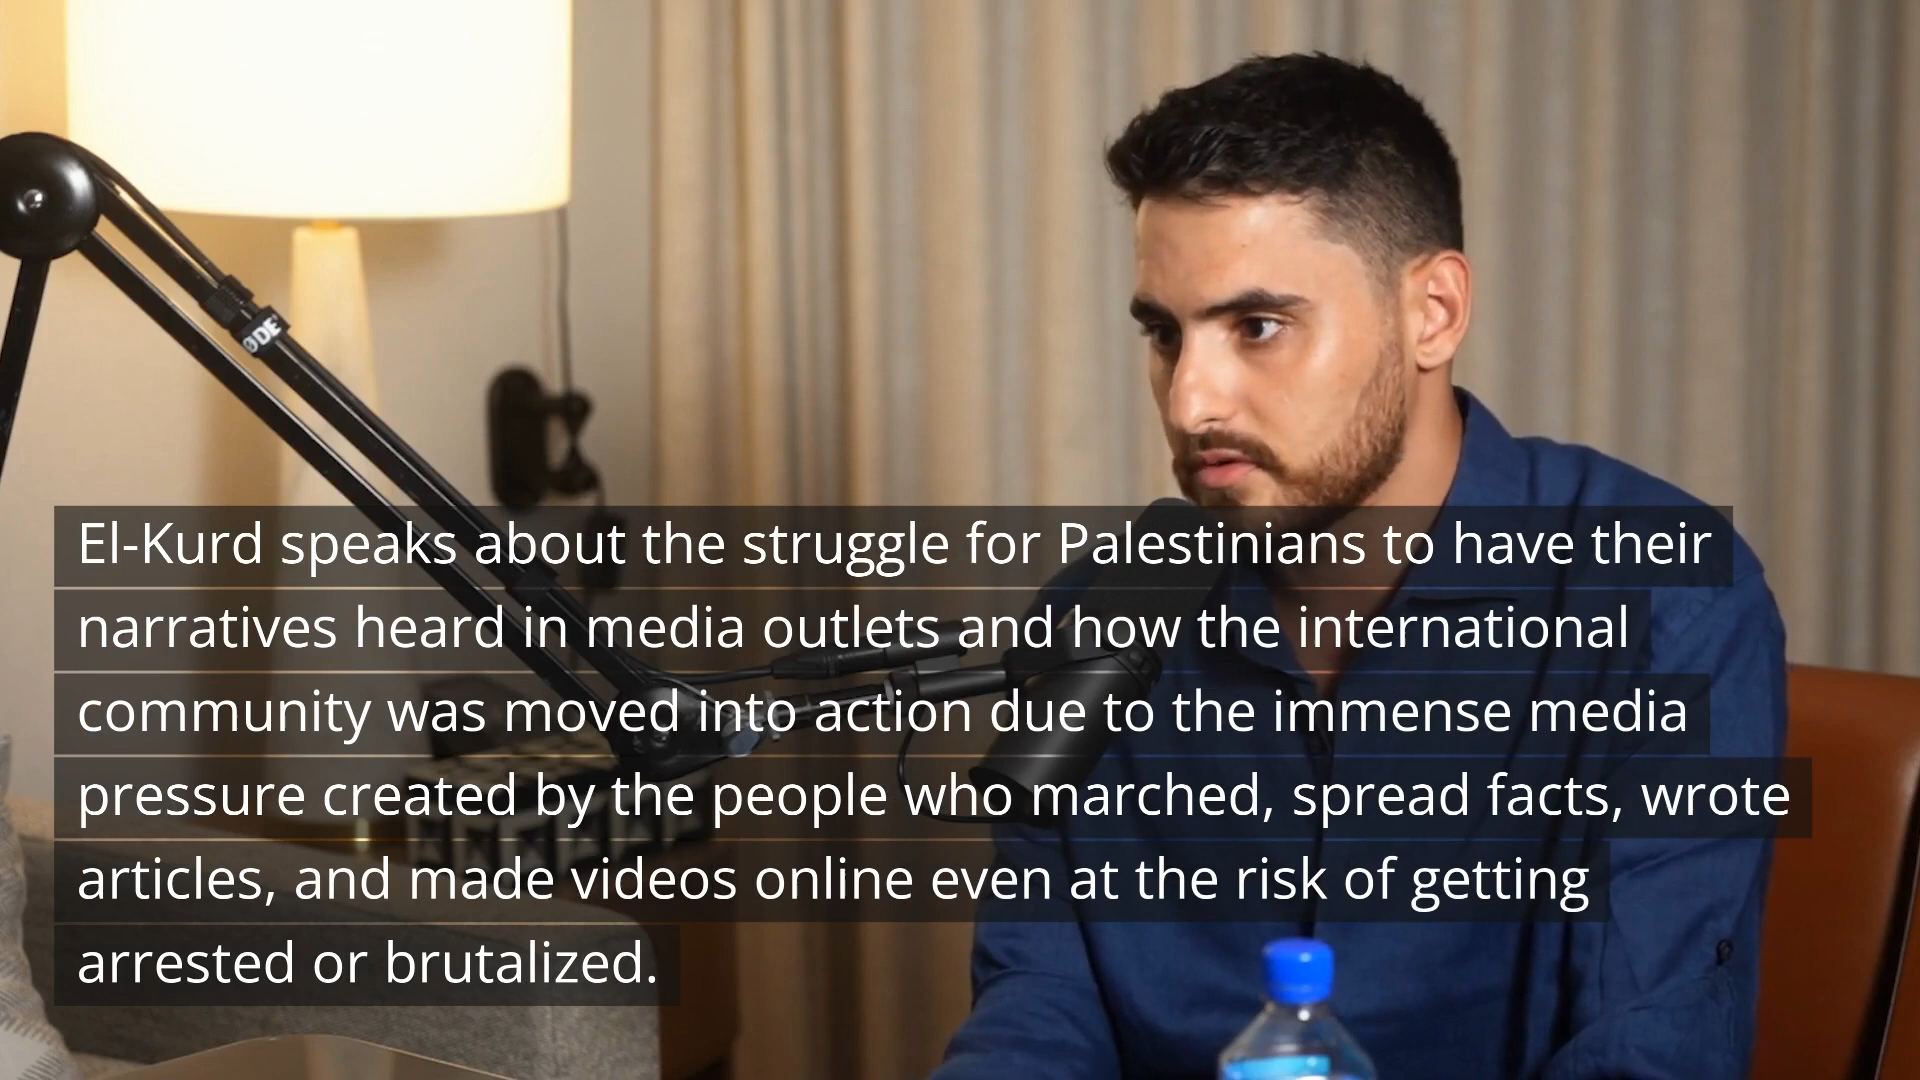 ØDE
El-Kurd speaks about the struggle for Palestinians to have their
narratives heard in media outlets and how the international
community was moved into action due to the immense media
pressure created by the people who marched, spread facts, wrote
articles, and made videos online even at the risk of getting
arrested or brutalized.